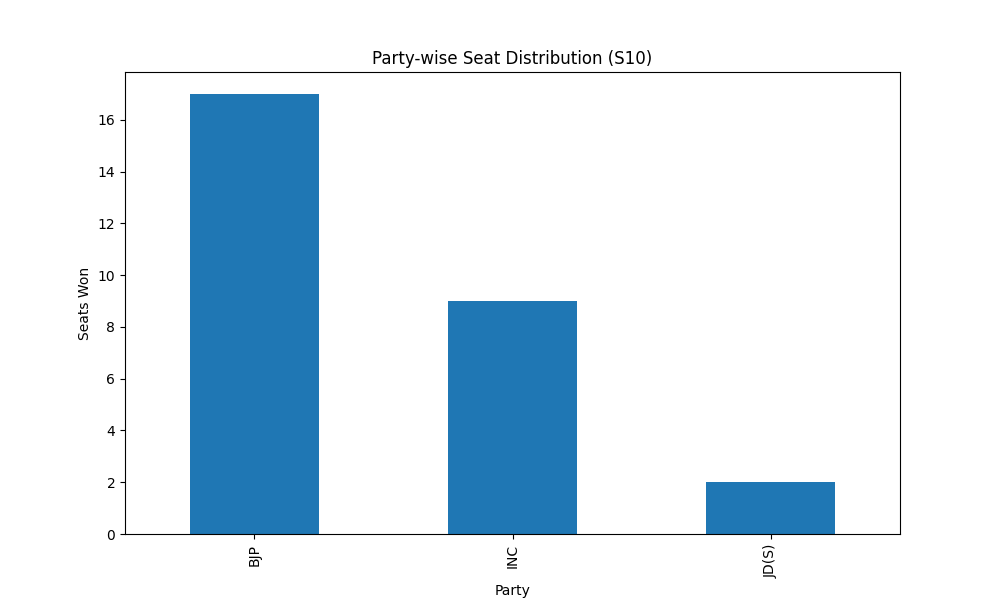 Party-wise Seat Distribution (S10)
Seats Won
16
14
12
10
8
6
4
2
0
BJP
INC
JD(S)
Party